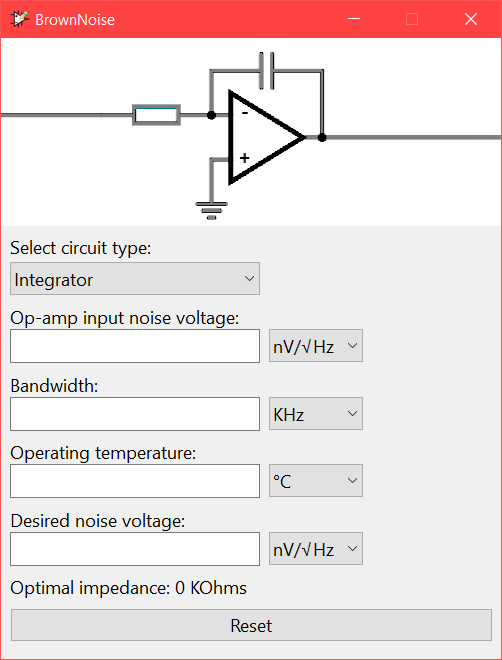 BrownNoise
-
+
Select circuit type:
Integrator
Op-amp input noise voltage:
nV/√Hz
Bandwidth:
KHz
Operating temperature:
°C
Desired noise voltage:
nV/√Hz
Optimal impedance: 0 KOhms
Reset